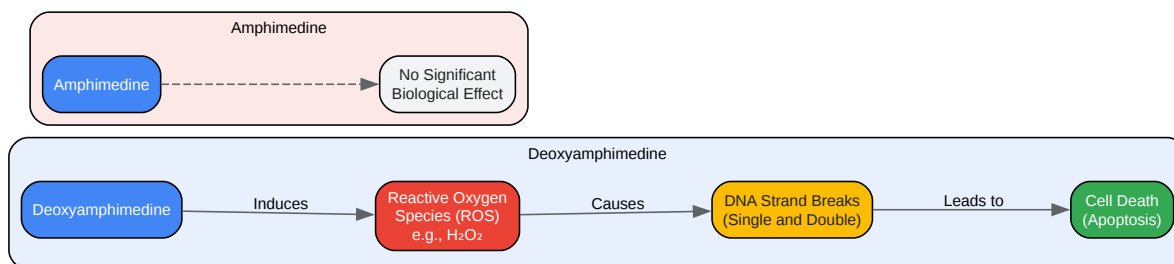 Amphimedine
Amphimedine
No Significant
Biological Effect
Deoxyamphimedine
Deoxyamphimedine
Induces
Reactive Oxygen
Species (ROS)
e.g., H₂O₂
Causes
DNA Strand Breaks
(Single and Double)
Leads to
Cell Death
(Apoptosis)